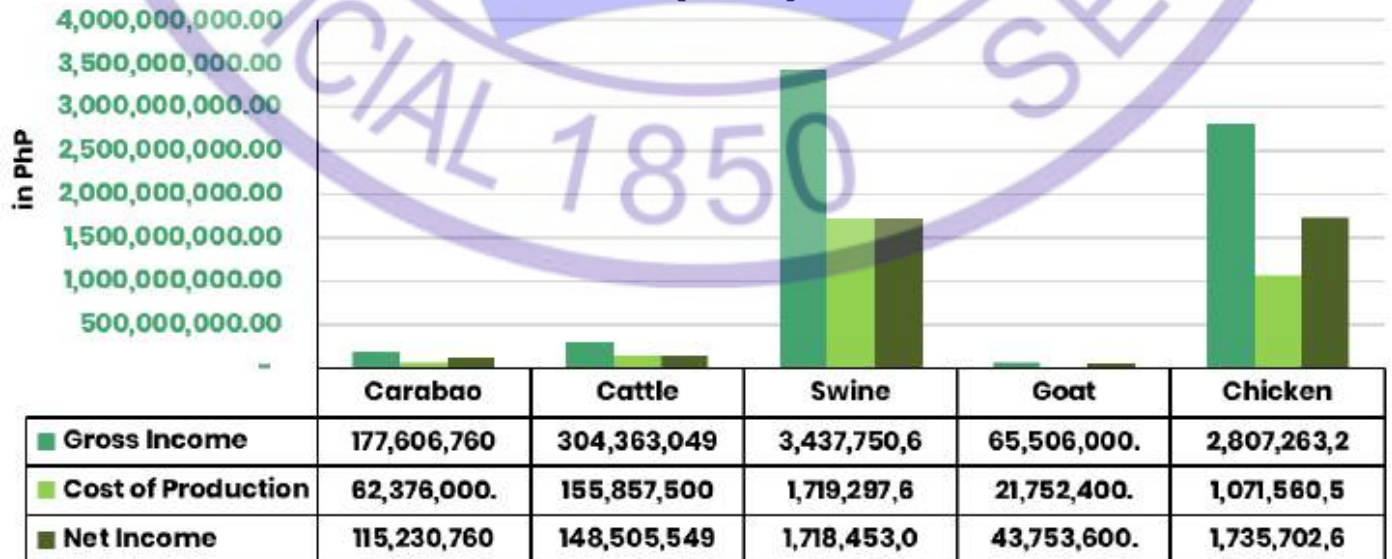 4,000,000,000.00
3,500,000,000.00
3,000,000,000.00
2,500,000,000.00
2,000,000,000.00
1,500,000,000.00
1,000,000,000.00
500,000,000.00
-
in PhP
CIAL 1850 SE
Carabao Cattle Swine Goat Chicken
Gross Income 177,606,760 304,363,049 3,437,750,6 65,506,000. 2,807,263,2
Cost of Production 62,376,000. 155,857,500 1,719,297,6 21,752,400. 1,071,560,5
Net Income 115,230,760 148,505,549 1,718,453,0 43,753,600. 1,735,702,6